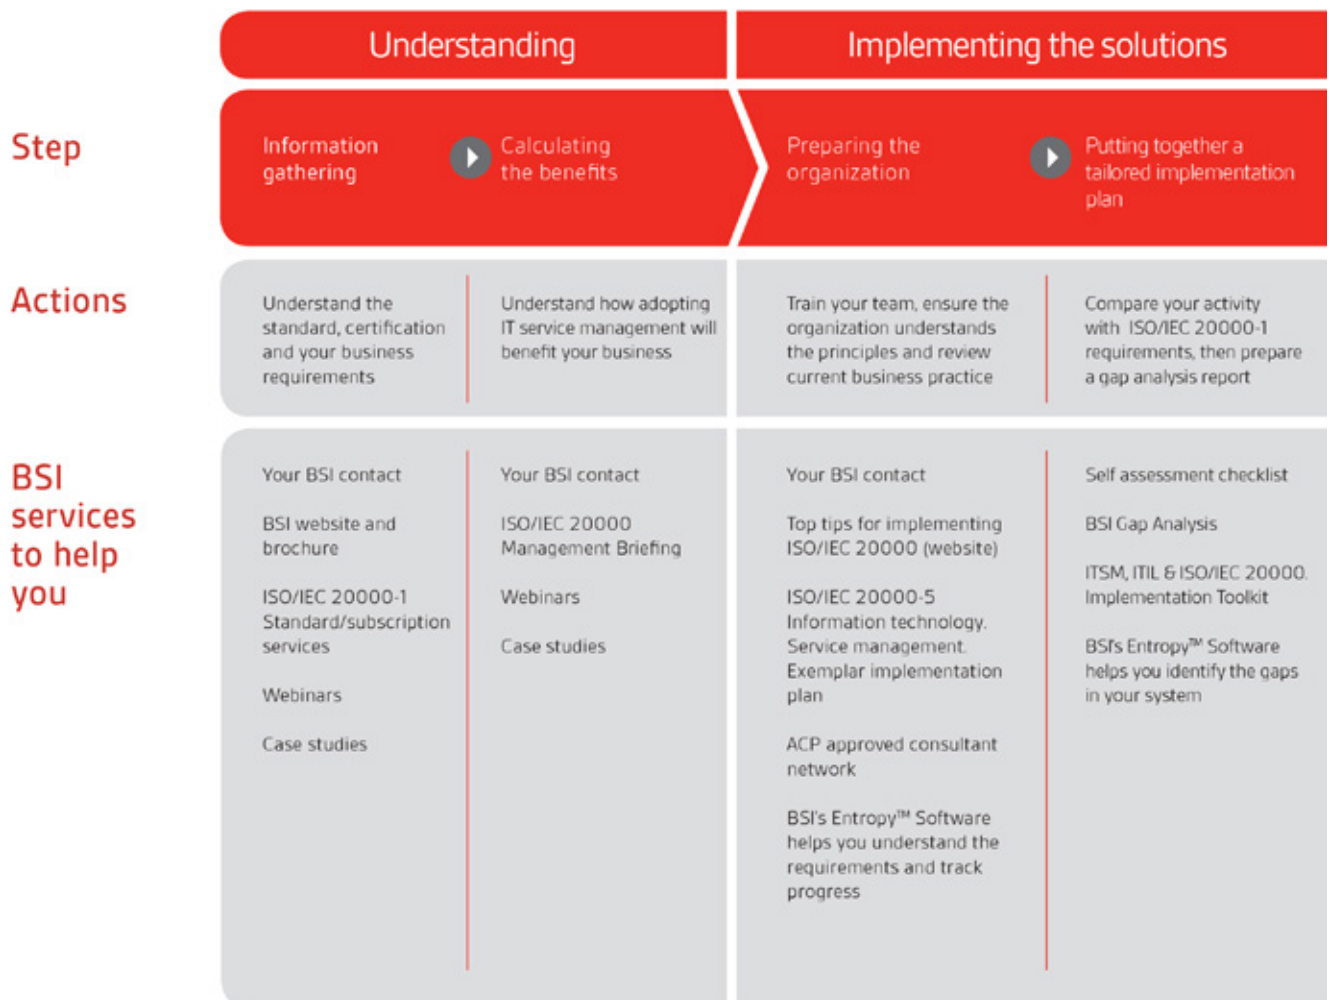 Understanding
Implementing the solutions
Step
Information
gathering
Calculating
the benefits
Preparing the
organization
Putting together a
tailored implementation
plan
Actions
Understand the
standard, certification
and your business
requirements
Understand how adopting
IT service management will
benefit your business
Train your team, ensure the
organization understands
the principles and review
current business practice
Compare your activity
with ISO/IEC 20000-1
requirements, then prepare
a gap analysis report
BSI
services
to help
you
Your BSI contact
BSI website and
brochure
ISO/IEC 20000-1
Standard/subscription
services
Webinars
Case studies
Your BSI contact
ISO/IEC 20000
Management Briefing
Webinars
Case studies
Your BSI contact
Top tips for implementing
ISO/IEC 20000 (website)
ISO/IEC 20000-5
Information technology.
Service management.
Exemplar implementation
plan
ACP approved consultant
network
BSI's Entropy™ Software
helps you understand the
requirements and track
progress
Self assessment checklist
BSI Gap Analysis
ITSM, ITIL & ISO/IEC 20000.
Implementation Toolkit
BSI's Entropy™ Software
helps you identify the gaps
in your system